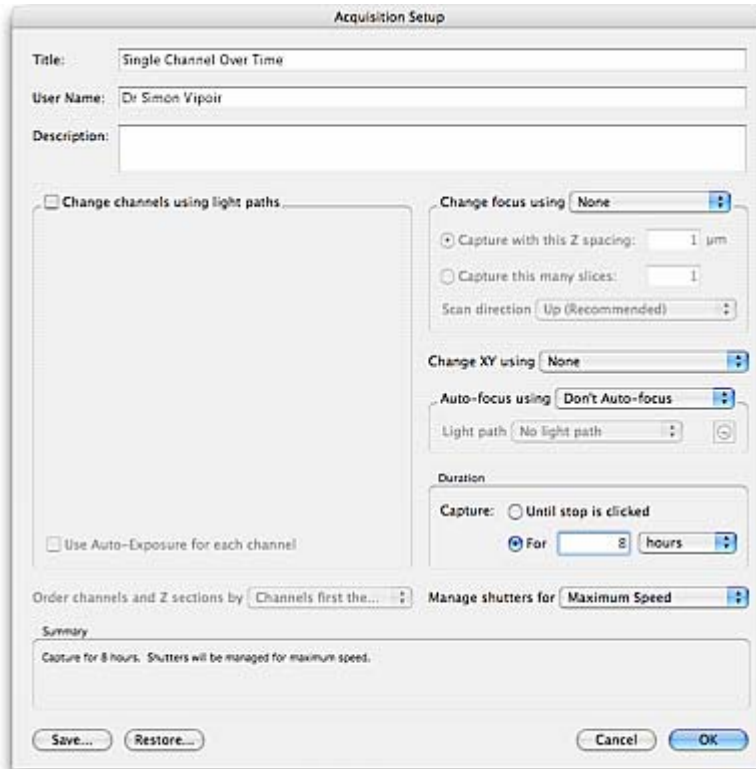 Acquisition Setup
Title: Single Channel Over Time
User Name: Dr Simon Vipoir
Description:
Change channels using light paths
Use Auto-Exposure for each channel
Change focus using None
Capture with this Z spacing: 1 µm
Capture this many slices: 1
Scan direction Up (Recommended)
Change XY using None
Auto-focus using Don't Auto-focus
Light path No light path
Duration
Capture: Until stop is clicked
For 8 hours
Order channels and Z sections by Channels first the...
Manage shutters for Maximum Speed
Summary
Capture for 8 hours. Shutters will be managed for maximum speed.
Save... Restore... Cancel OK